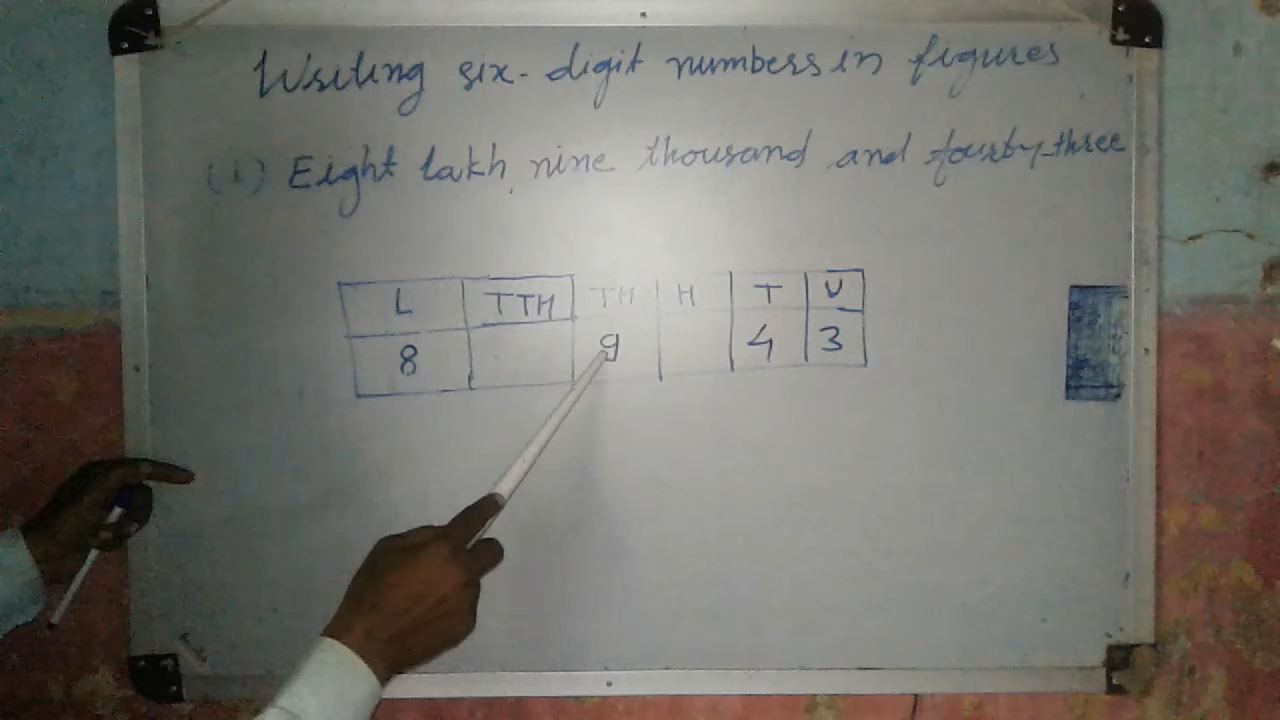 Writing six-digit numbers in figures
(i) Eight lakh nine thousand and fourty-three
L TTH TH H T U
8 9 4 3